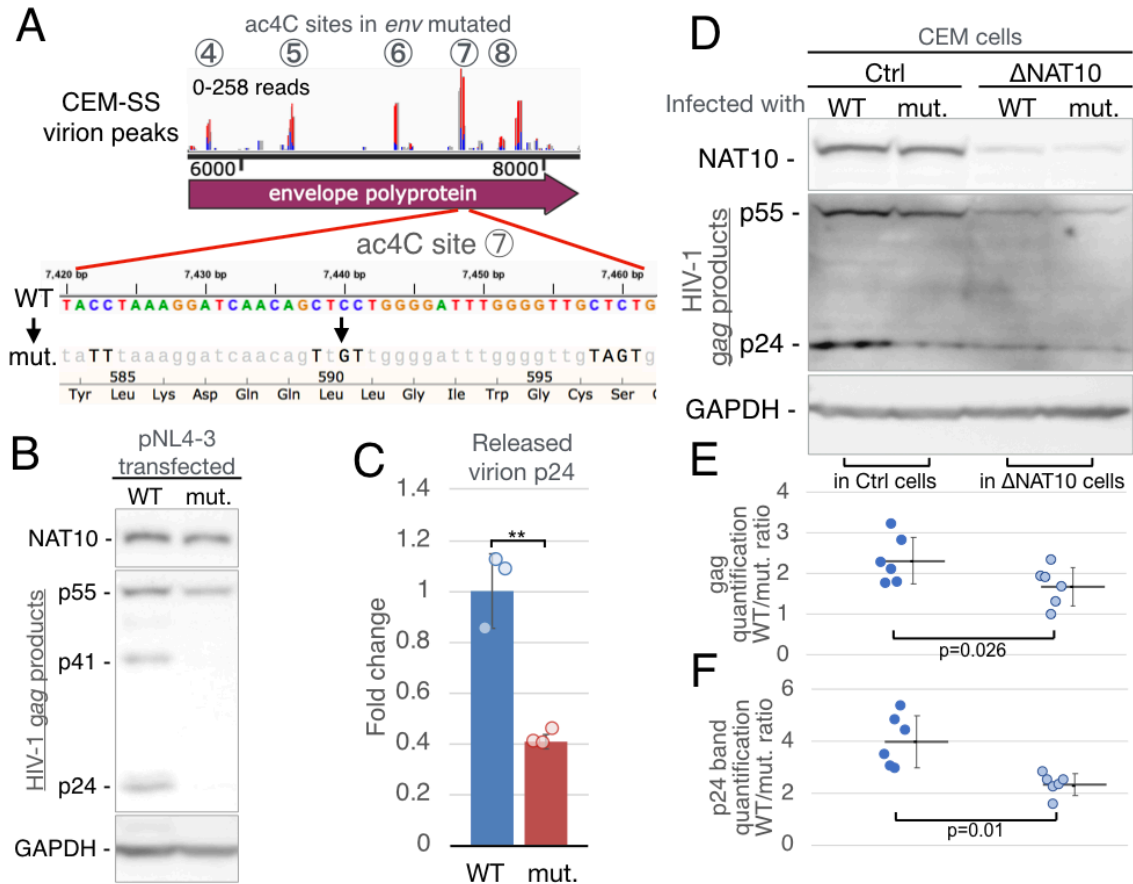 A
ac4C sites in env mutated
④ ⑤ ⑥ ⑦ ⑧
0-258 reads
CEM-SS
virion peaks
6000 8000
envelope polyprotein
ac4C site ⑦
7,420 bp 7,430 bp 7,440 bp 7,450 bp 7,460 bp
WT TACCTAAAGGATCAACAGCTCCTGGGGATTTGGGGTTGCTCTG
mut. taTTtaaaggatcaacagTtGTtggggatttggggttgTAGTg
585 590 595
Tyr Leu Lys Asp Gln Gln Leu Leu Gly Ile Trp Gly Cys Ser
B
pNL4-3
transfected
WT mut.
NAT10 -
HIV-1 gag products
p55 -
p41 -
p24 -
GAPDH -
C
Released
virion p24
Fold change
1.4
1.2
1
0.8
0.6
0.4
0.2
0
**
WT mut.
D
CEM cells
Ctrl ΔNAT10
Infected with WT mut. WT mut.
NAT10 -
HIV-1
gag products
p55 -
p24 -
GAPDH -
E
in Ctrl cells in ΔNAT10 cells
gag
quantification
WT/mut. ratio
4
3
2
1
0
p=0.026
F
p24 band
quantification
WT/mut. ratio
6
4
2
0
p=0.01